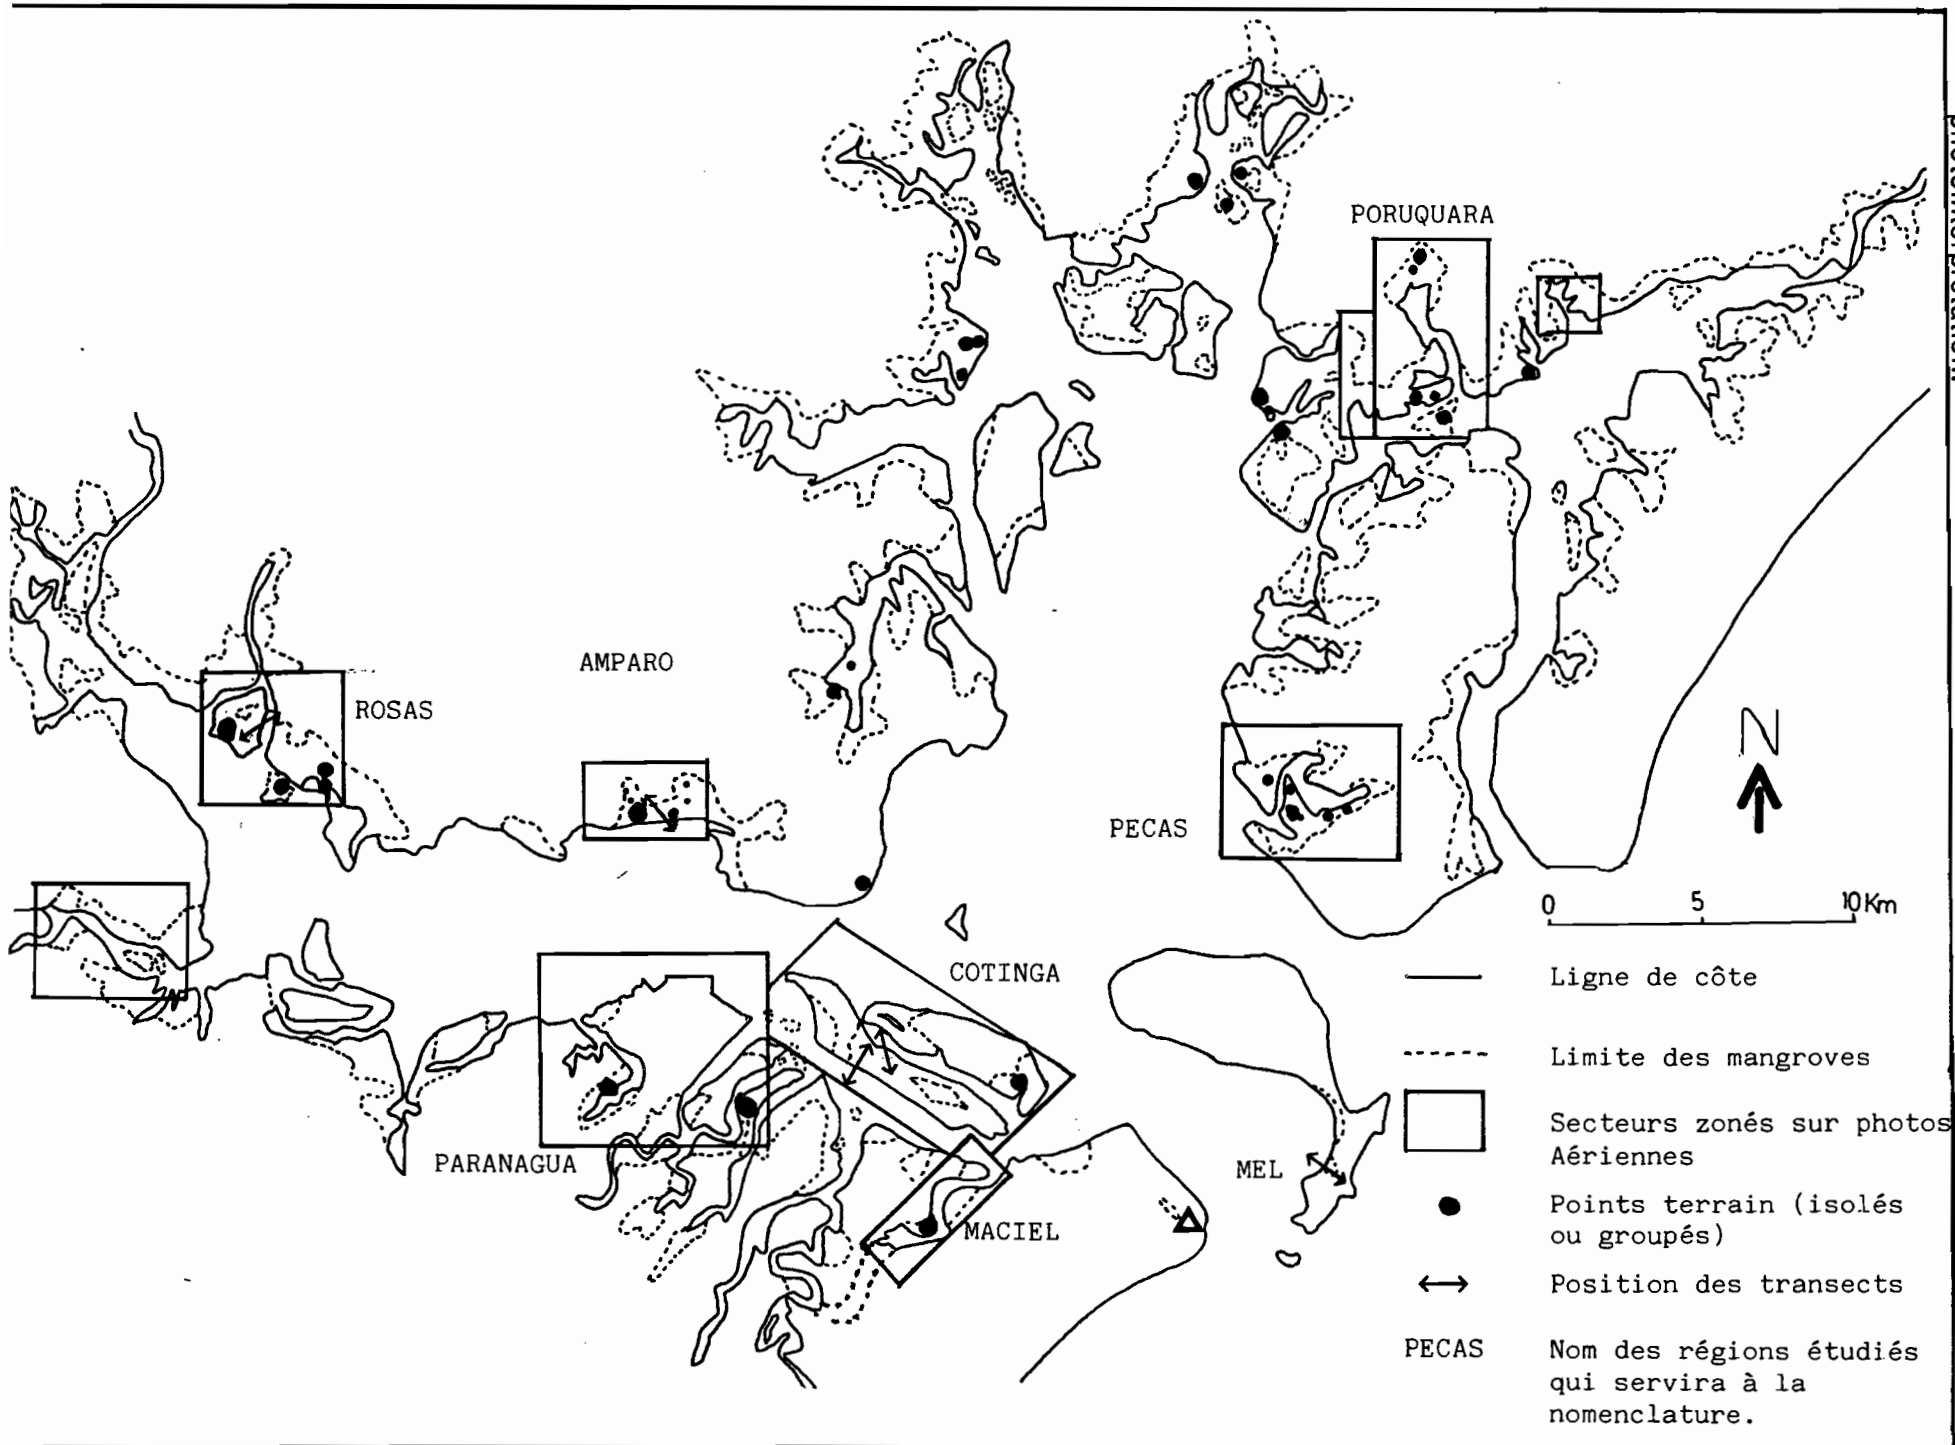 PORUQUARA
AMPARO
ROSAS
PECAS
N
0 5 10Km
COTINGA
Ligne de côte
Limite des mangroves
Secteurs zonés sur photos
Aériennes
PARANAGUA
MEL
Points terrain (isolés
ou groupés)
MACIEL
Position des transects
PECAS
Nom des régions étudiés
qui servira à la
nomenclature.